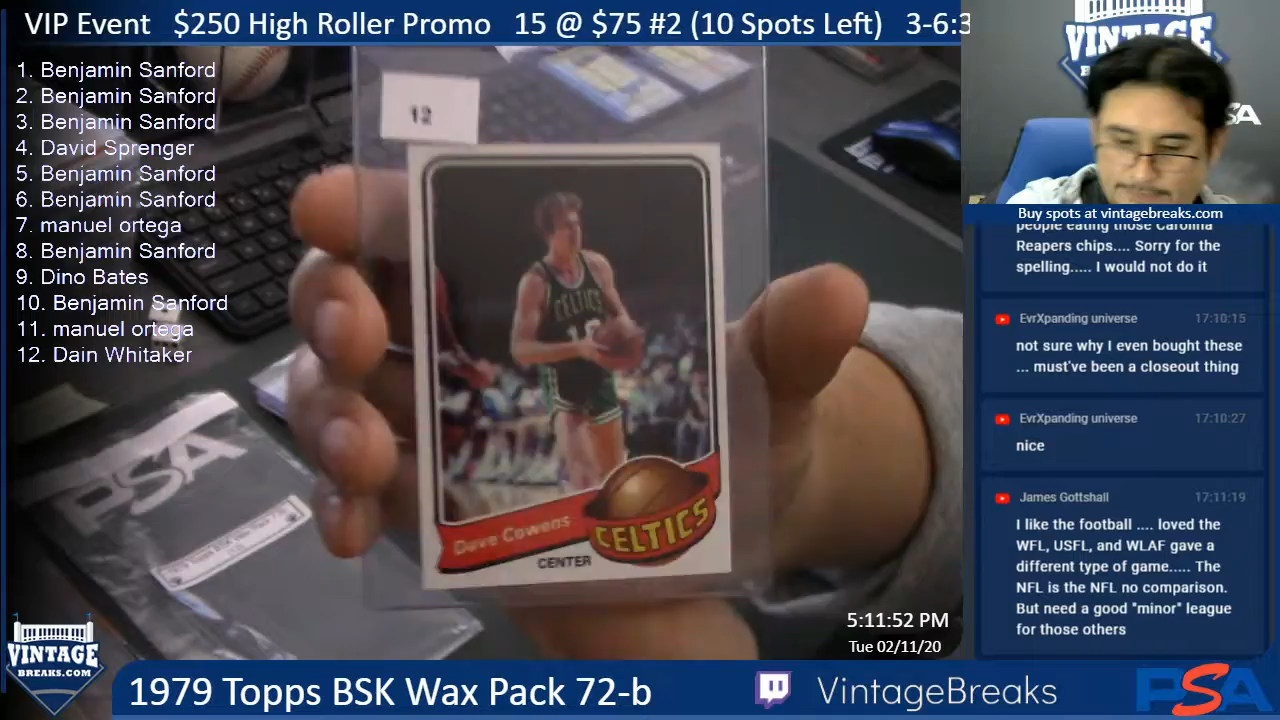 VIP Event $250 High Roller Promo 15 @ $75 #2 (10 Spots Left) 3-6:3
1. Benjamin Sanford
2. Benjamin Sanford
3. Benjamin Sanford
4. David Sprenger
5. Benjamin Sanford
6. Benjamin Sanford
7. manuel ortega
8. Benjamin Sanford
9. Dino Bates
10. Benjamin Sanford
11. manuel ortega
12. Dain Whitaker
12
CELTICS
Dave Cowens
CELTICS
CENTER
PSA
5:11:52 PM
Tue 02/11/20
VINTAGE
SA
Buy spots at vintagebreaks.com
people eating those Carolina
Reapers chips.... Sorry for the
spelling..... I would not do it
EvrXpanding universe 17:10:15
not sure why I even bought these
... must've been a closeout thing
EvrXpanding universe 17:10:27
nice
James Gottshall 17:11:19
I like the football .... loved the
WFL, USFL, and WLAF gave a
different type of game..... The
NFL is the NFL no comparison.
But need a good "minor" league
for those others
VINTAGE
BREAKS.COM
1979 Topps BSK Wax Pack 72-b
VintageBreaks
PSA